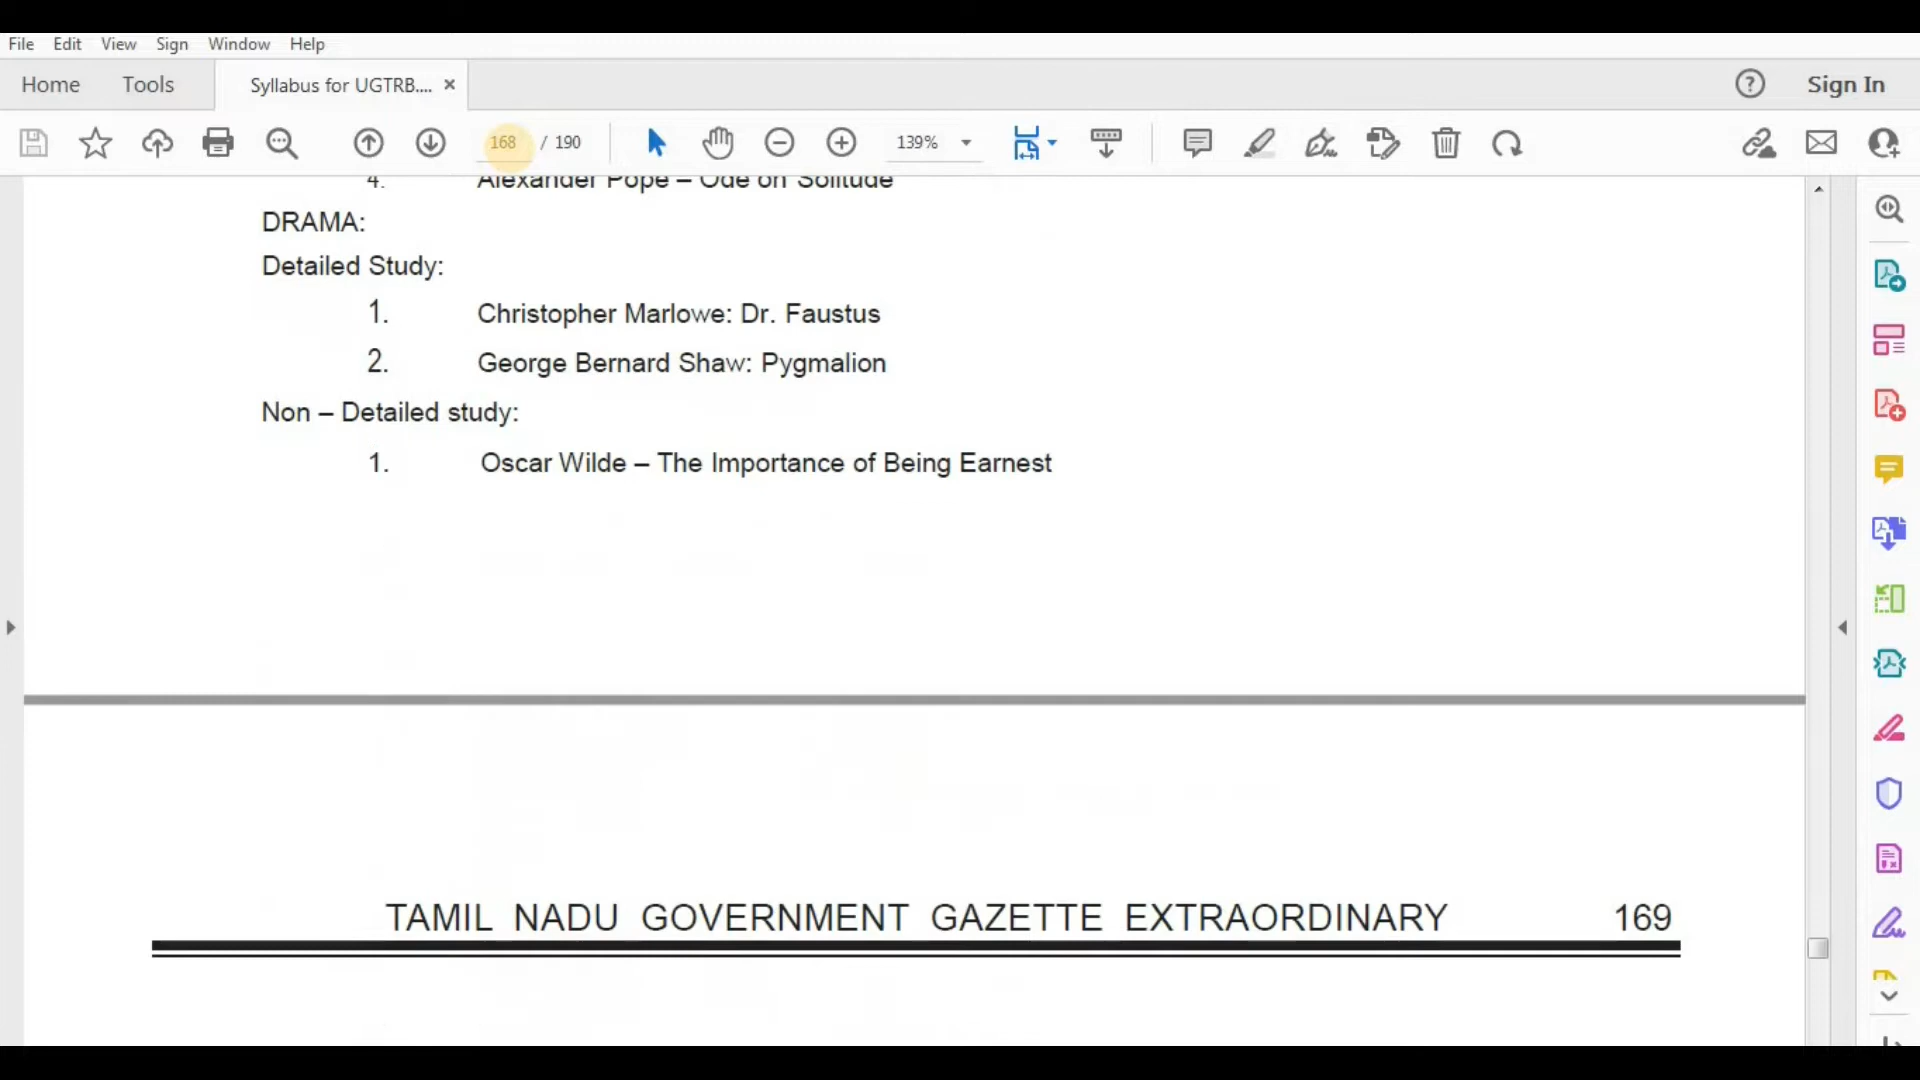 File Edit View Sign Window Help
Home Tools Syllabus for UGTRB.... × ? Sign In
168 / 190 139%
4. Alexander Pope – Ode on Solitude
DRAMA:
Detailed Study:
1. Christopher Marlowe: Dr. Faustus
2. George Bernard Shaw: Pygmalion
Non – Detailed study:
1. Oscar Wilde – The Importance of Being Earnest
TAMIL NADU GOVERNMENT GAZETTE EXTRAORDINARY 169